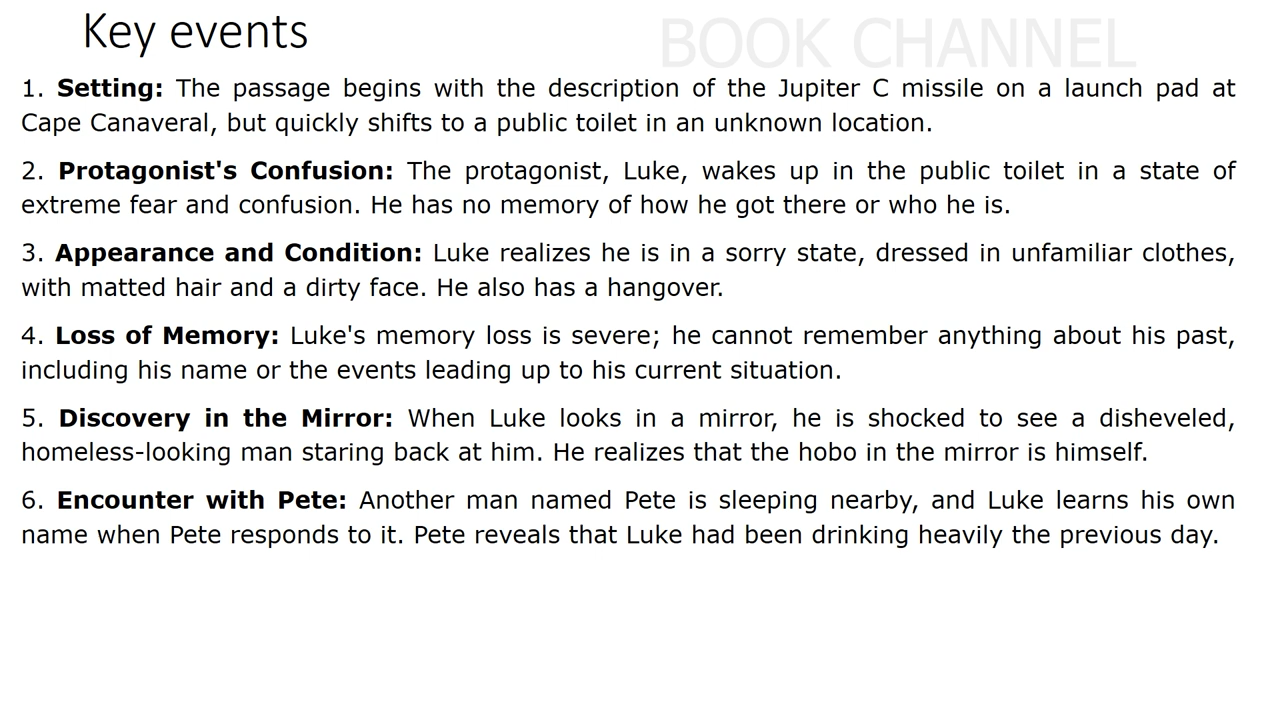 Key events
BOOK CHANNEL
1. Setting: The passage begins with the description of the Jupiter C missile on a launch pad at
Cape Canaveral, but quickly shifts to a public toilet in an unknown location.
2. Protagonist's Confusion: The protagonist, Luke, wakes up in the public toilet in a state of
extreme fear and confusion. He has no memory of how he got there or who he is.
3. Appearance and Condition: Luke realizes he is in a sorry state, dressed in unfamiliar clothes,
with matted hair and a dirty face. He also has a hangover.
4. Loss of Memory: Luke's memory loss is severe; he cannot remember anything about his past,
including his name or the events leading up to his current situation.
5. Discovery in the Mirror: When Luke looks in a mirror, he is shocked to see a disheveled,
homeless-looking man staring back at him. He realizes that the hobo in the mirror is himself.
6. Encounter with Pete: Another man named Pete is sleeping nearby, and Luke learns his own
name when Pete responds to it. Pete reveals that Luke had been drinking heavily the previous day.